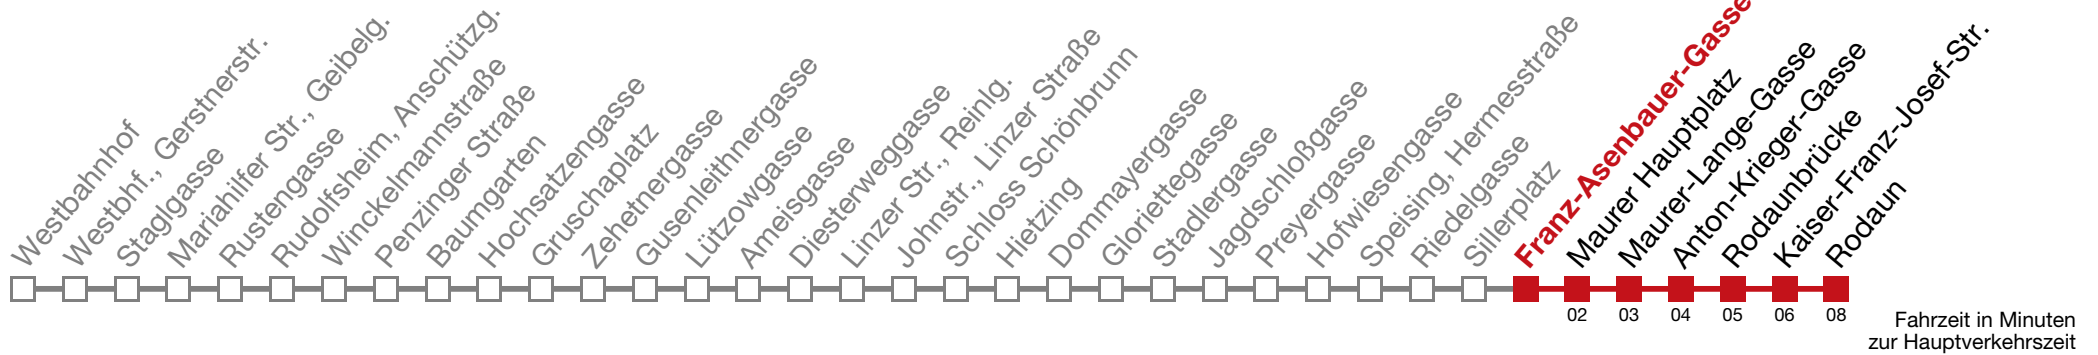 Westbahnhof
Westbhf., Gerstnerstr.
Staglgasse
Mariahilfer Str., Geibelg.
Rustengasse
Rudolfsheim, Anschützg.
Winckelmannstraße
Penzinger Straße
Baumgarten
Hochsatzengasse
Gruschaplatz
Zehetnergasse
Gusenleithnergasse
Lützowgasse
Ameisgasse
Diesterweggasse
Linzer Str., Reinlg.
Johnstr., Linzer Straße
Schloss Schönbrunn
Hietzing
Dommayergasse
Gloriettegasse
Stadlergasse
Jagdschloßgasse
Preyergasse
Hofwiesengasse
Speising, Hermesstraße
Riedelgasse
Sillerplatz
Franz-Asenbauer-Gasse
Maurer Hauptplatz
Maurer-Lange-Gasse
Anton-Krieger-Gasse
Rodaunbrücke
Kaiser-Franz-Josef-Str.
Rodaun
02 03 04 05 06 08
Fahrzeit in Minuten
zur Hauptverkehrszeit